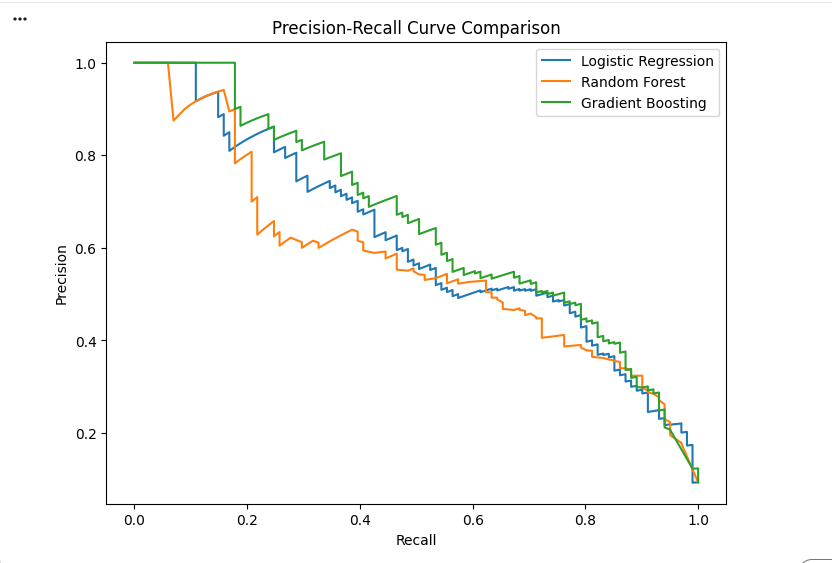 Precision-Recall Curve Comparison
Logistic Regression
Random Forest
Gradient Boosting
1.0
0.8
0.6
0.4
0.2
Precision
0.0 0.2 0.4 0.6 0.8 1.0
Recall